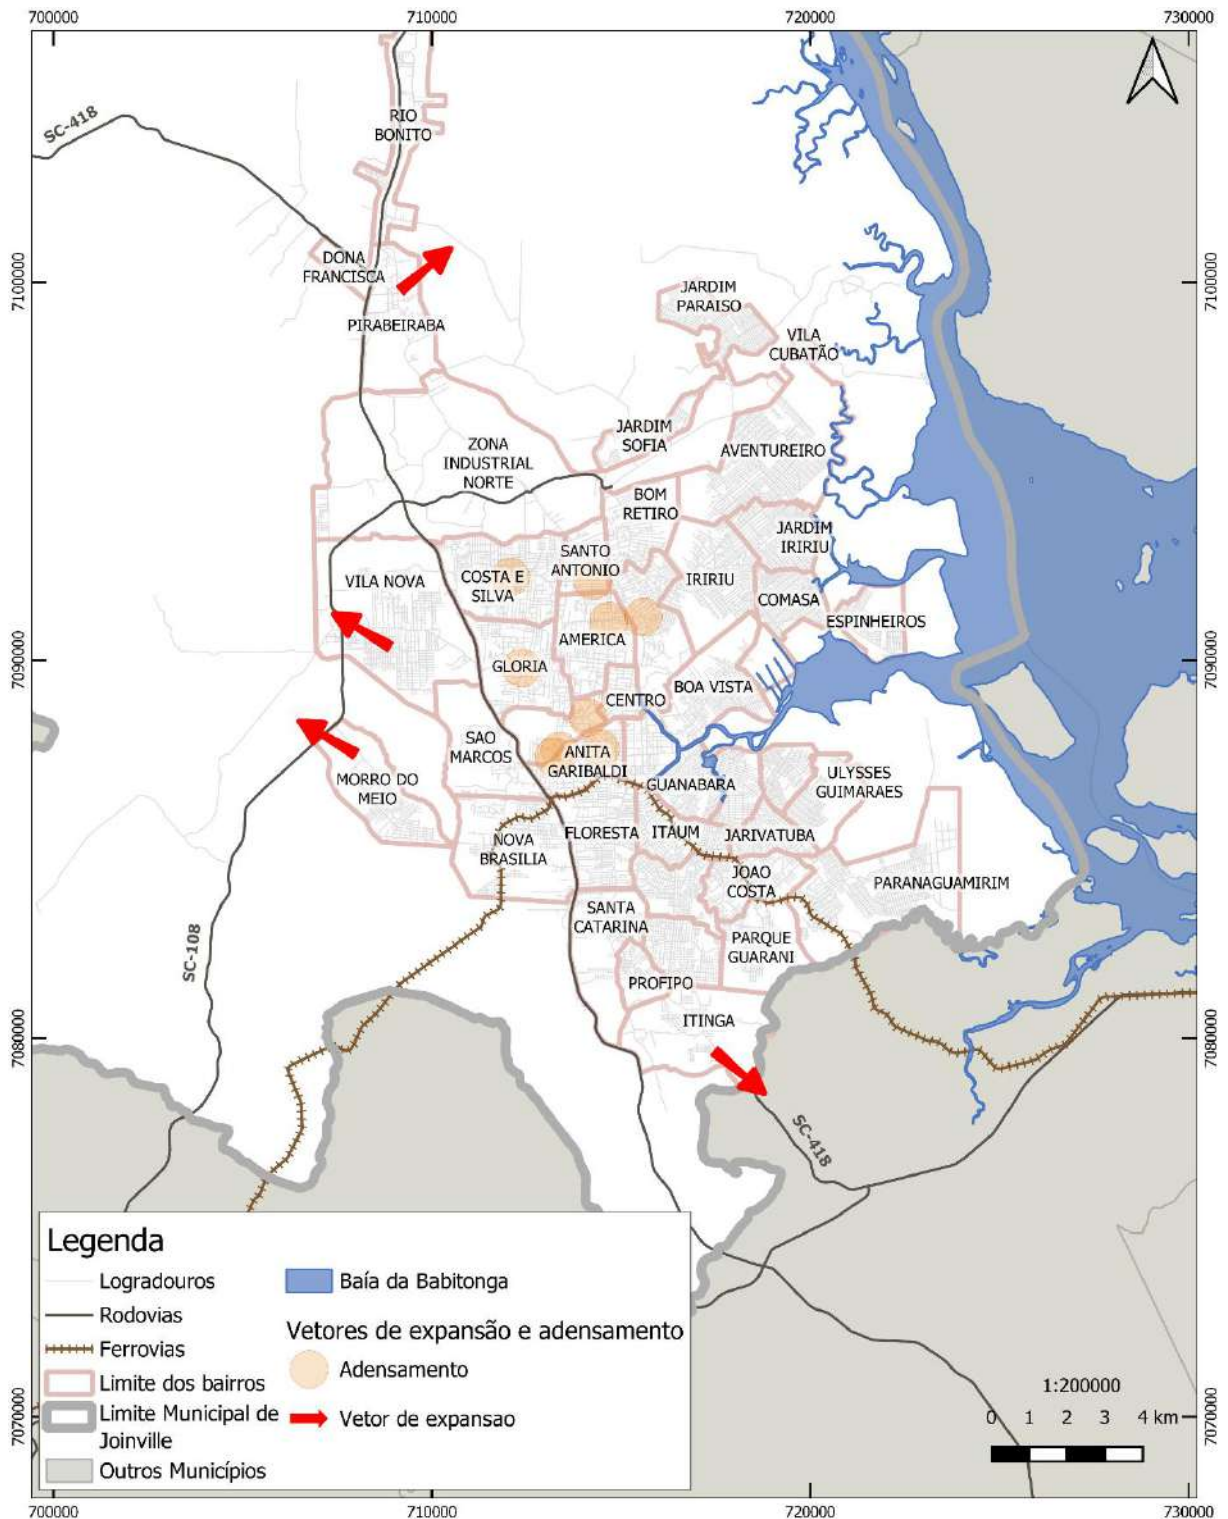 700000
710000
720000
730000
SC-418
RIO
BONITO
DONA
FRANCISCA
7100000
7100000
JARDIM
PARAISO
PIRABEIRABA
VILA
CUBATÃO
JARDIM
SOFIA
ZONA
INDUSTRIAL
NORTE
AVENTUREIRO
BOM
RETIRO
JARDIM
IRIRIU
SANTO
ANTONIO
COSTA E
SILVA
VILA NOVA
IRIRIU
COMASA
ESPINHEIROS
AMERICA
7090000
7090000
GLORIA
BOA VISTA
CENTRO
SAO
MARCOS
ANITA
GARIBALDI
MORRO DO
MEIO
GUANABARA
ULYSSES
GUIMARAES
FLORESTA
ITAUM
JARIVATUBA
NOVA
BRASILIA
JOAO
COSTA
PARANAGUAMIRIM
SANTA
CATARINA
PARQUE
GUARANI
SC-108
PROFIPO
ITINGA
7080000
7080000
SC-418
Legenda
Logradouros
Rodovias
Ferrovias
Limite dos bairros
Limite Municipal de
Joinville
Outros Municípios
Baía da Babitonga
Vetores de expansão e adensamento
Adensamento
Vetor de expansao
1:200000
0 1 2 3 4 km
7070000
7070000
700000
710000
720000
730000